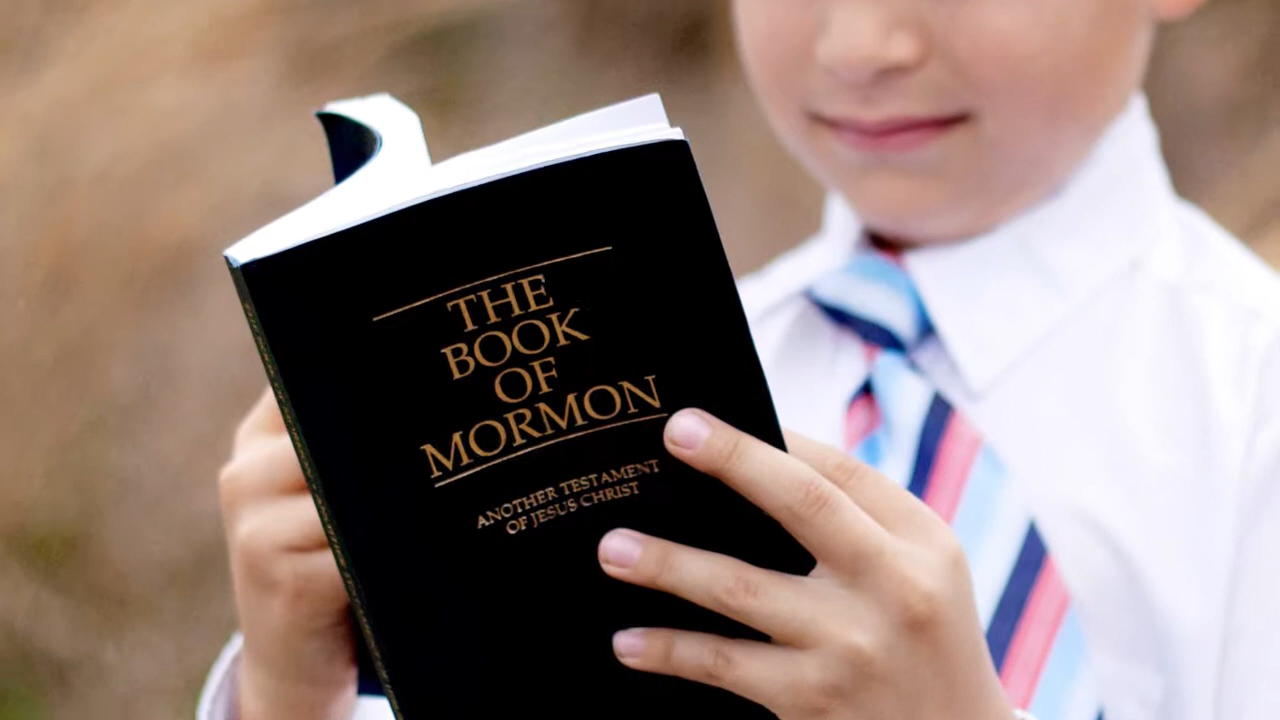 THE
BOOK
OF
MORMON
ANOTHER TESTAMENT
OF JESUS CHRIST